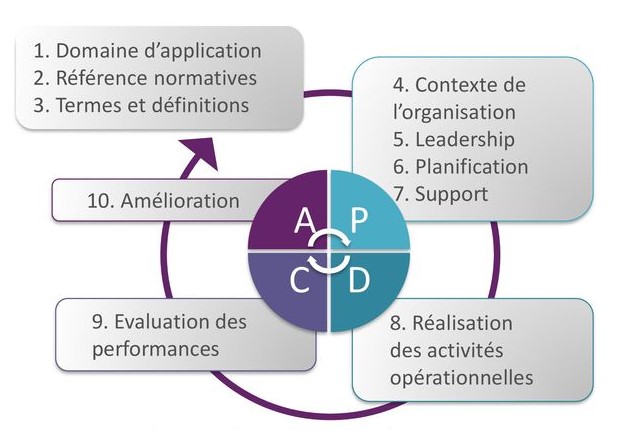 1. Domaine d’application
2. Référence normatives
3. Termes et définitions
4. Contexte de
l’organisation
5. Leadership
6. Planification
7. Support
10. Amélioration
A P
C D
9. Evaluation des
performances
8. Réalisation
des activités
opérationnelles